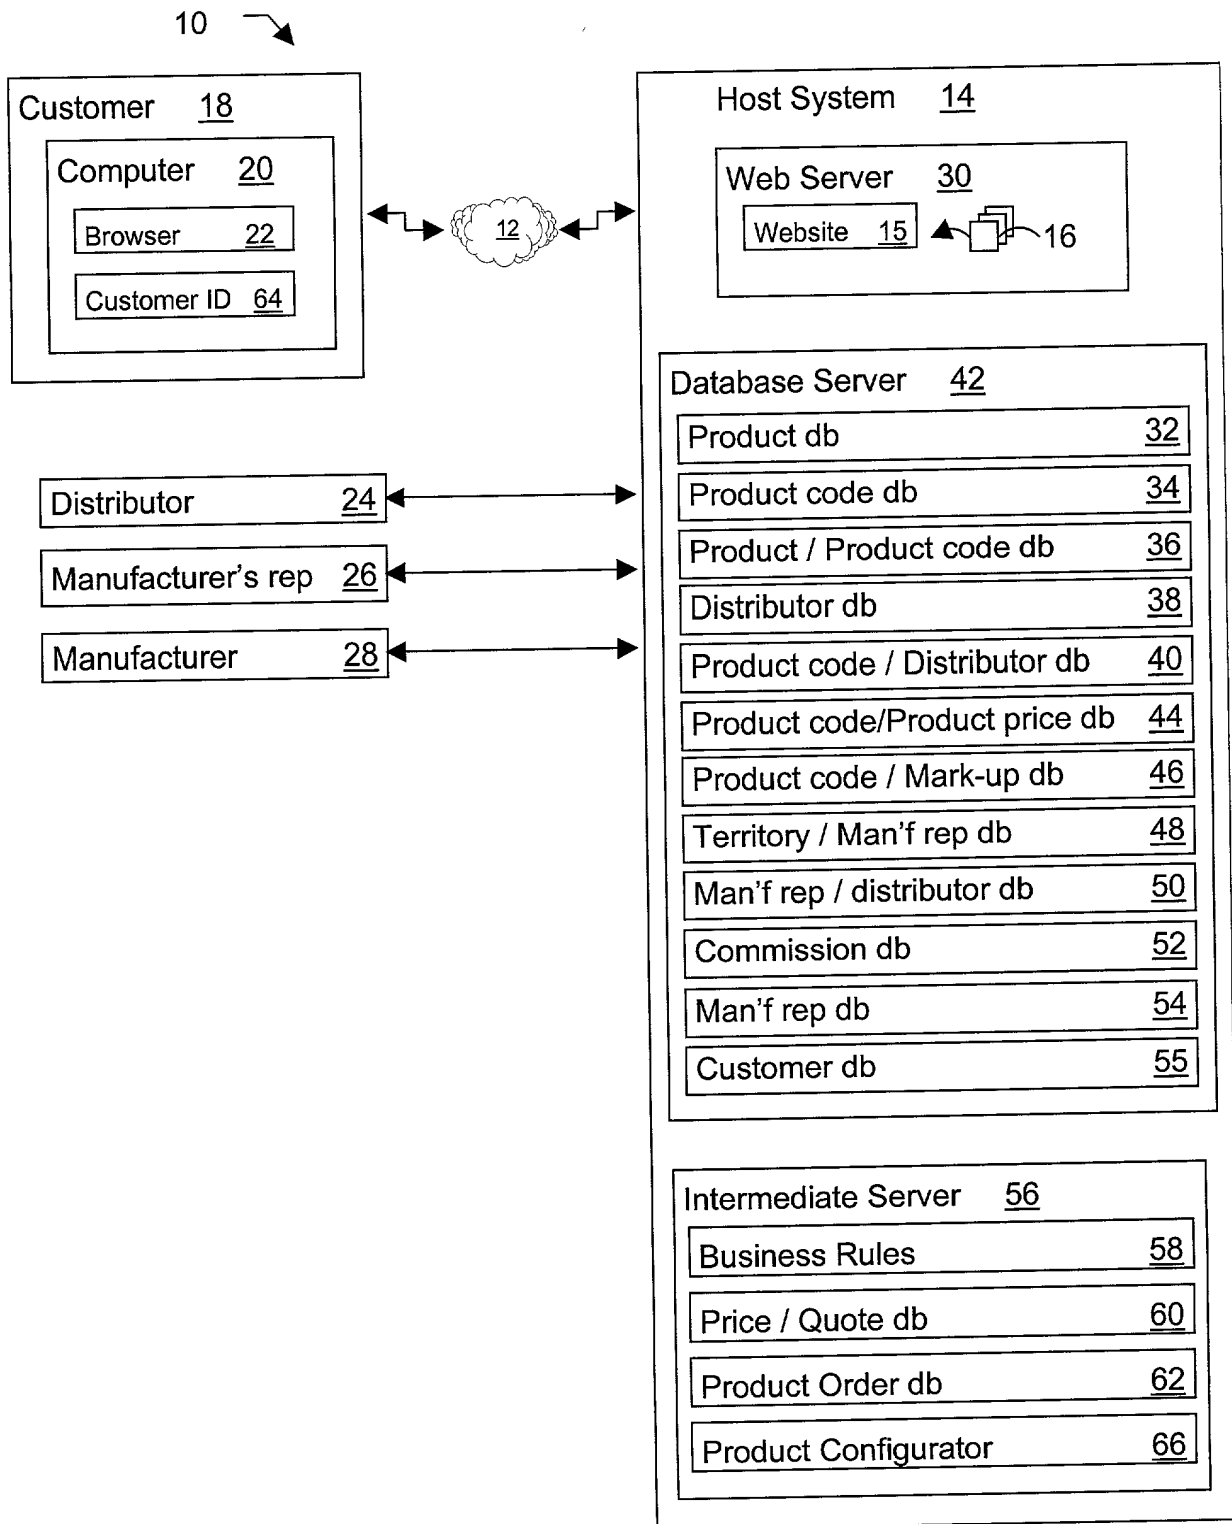 10
Customer 18
Computer 20
Browser 22
Customer ID 64
12
Host System 14
Web Server 30
Website 15
16
Distributor 24
Manufacturer's rep 26
Manufacturer 28
Database Server 42
Product db 32
Product code db 34
Product / Product code db 36
Distributor db 38
Product code / Distributor db 40
Product code/Product price db 44
Product code / Mark-up db 46
Territory / Man'f rep db 48
Man'f rep / distributor db 50
Commission db 52
Man'f rep db 54
Customer db 55
Intermediate Server 56
Business Rules 58
Price / Quote db 60
Product Order db 62
Product Configurator 66